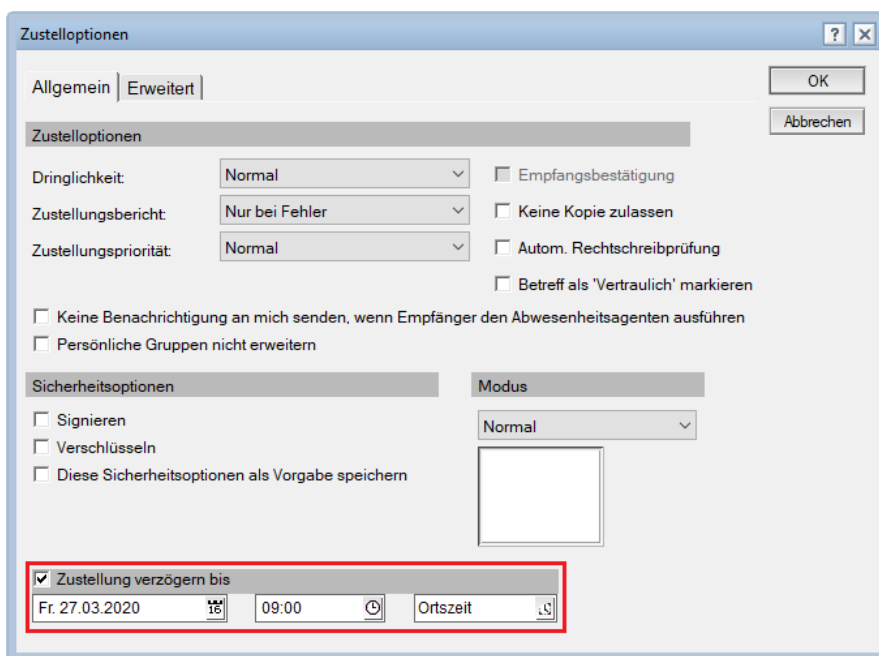 Zustelloptionen
Allgemein Erweitert
OK
Abbrechen
Zustelloptionen
Dringlichkeit: Normal Empfangsbestätigung
Zustellungsbericht: Nur bei Fehler Keine Kopie zulassen
Zustellungspriorität: Normal Autom. Rechtschreibprüfung
Betreff als 'Vertraulich' markieren
Keine Benachrichtigung an mich senden, wenn Empfänger den Abwesenheitsagenten ausführen
Persönliche Gruppen nicht erweitern
Sicherheitsoptionen Modus
Signieren Normal
Verschlüsseln
Diese Sicherheitsoptionen als Vorgabe speichern
Zustellung verzögern bis
Fr. 27.03.2020 16 09:00 Ortszeit